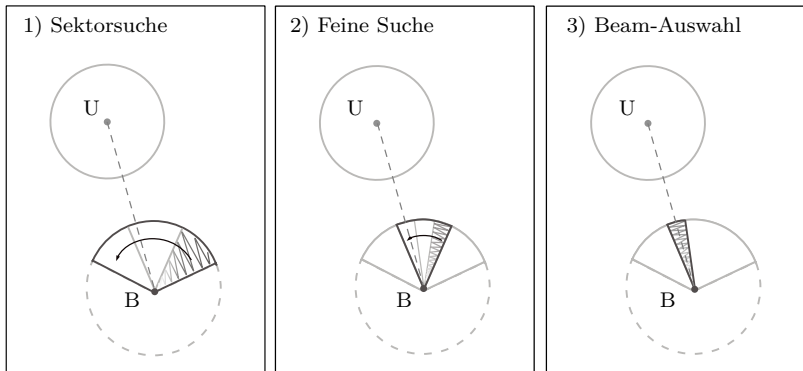 1) Sektorsuche
U
B
2) Feine Suche
U
B
3) Beam-Auswahl
U
B